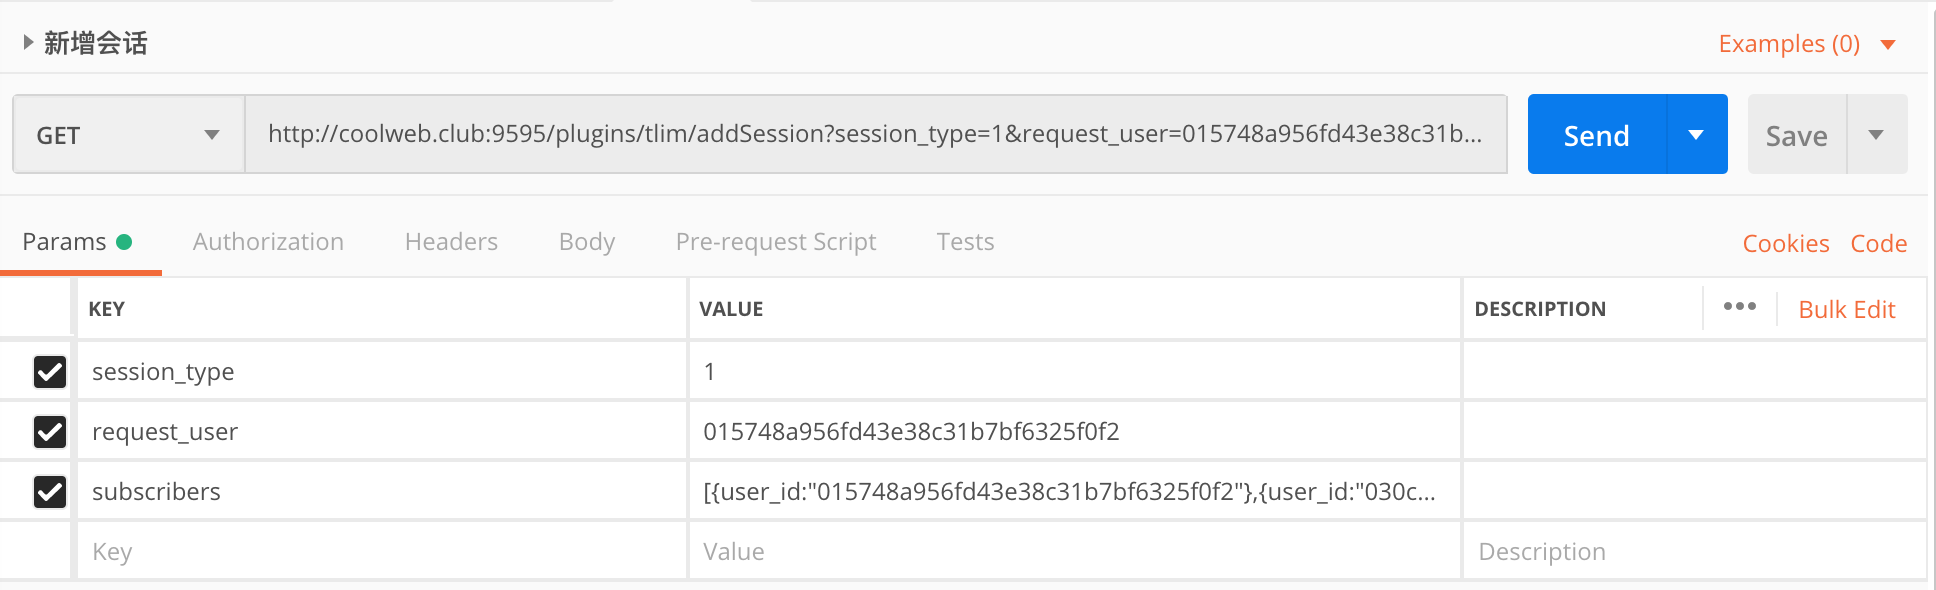 新增会话
Examples (0)
GET
http://coolweb.club:9595/plugins/tlim/addSession?session_type=1&request_user=015748a956fd43e38c31b...
Send
Save
Params
Authorization
Headers
Body
Pre-request Script
Tests
Cookies
Code
KEY
VALUE
DESCRIPTION
Bulk Edit
session_type
1
request_user
015748a956fd43e38c31b7bf6325f0f2
subscribers
[{user_id:"015748a956fd43e38c31b7bf6325f0f2"},{user_id:"030c...
Key
Value
Description